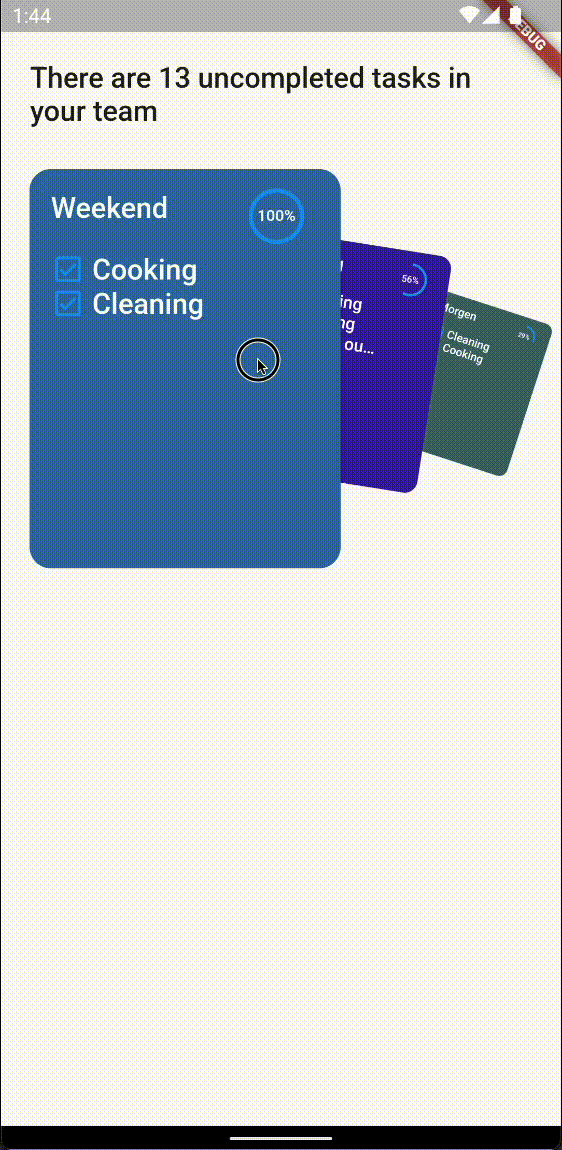 1:44
There are 13 uncompleted tasks in
your team
Weekend
100%
Cooking
Cleaning
56%
ou...
Morgen
29%
Cleaning
Cooking